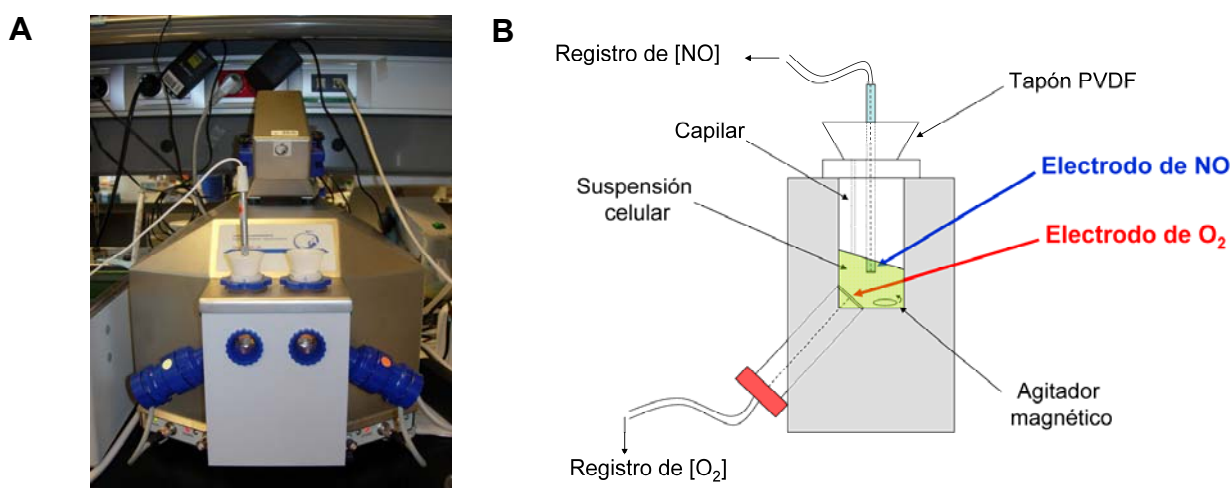 A
B
Registro de [NO]
Tapón PVDF
Capilar
Electrodo de NO
Suspensión
celular
Electrodo de O₂
Agitador
magnético
Registro de [O₂]